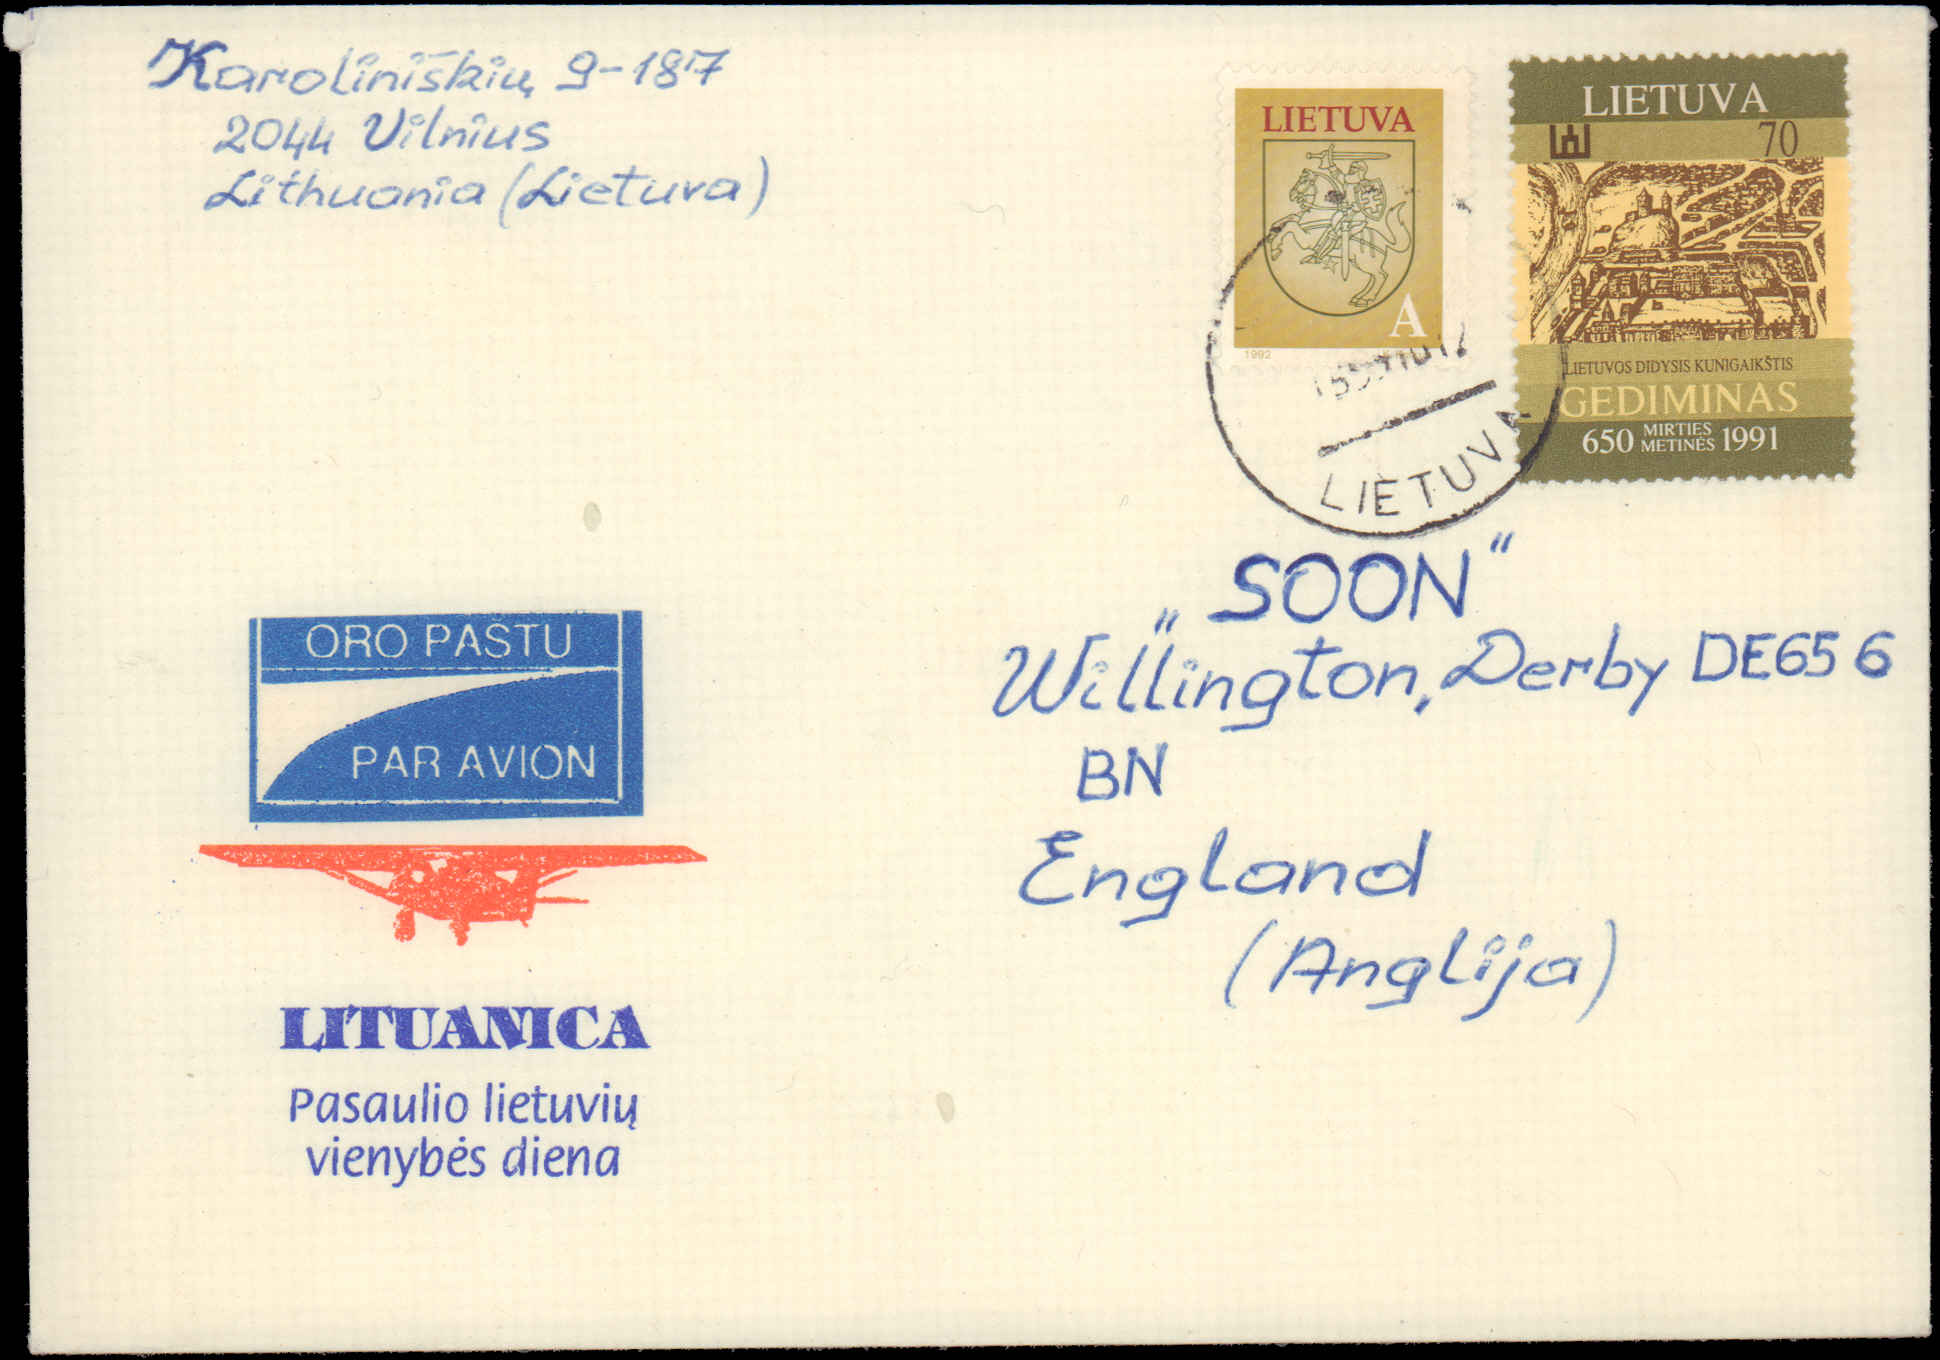 Karoliniškių 9-187
2044 Vilnius
Lithuania (Lietuva)
LIETUVA
A
1992
LIETUVA
70
LIETUVOS DIDYSIS KUNIGAIKŠTIS
GEDIMINAS
650 MIRTIES METINĖS 1991
LIETUVA
„SOON“
Willington, Derby DE65 6
BN
England
(Anglija)
ORO PAŠTU
PAR AVION
LITUANICA
Pasaulio lietuvių
vienybės diena